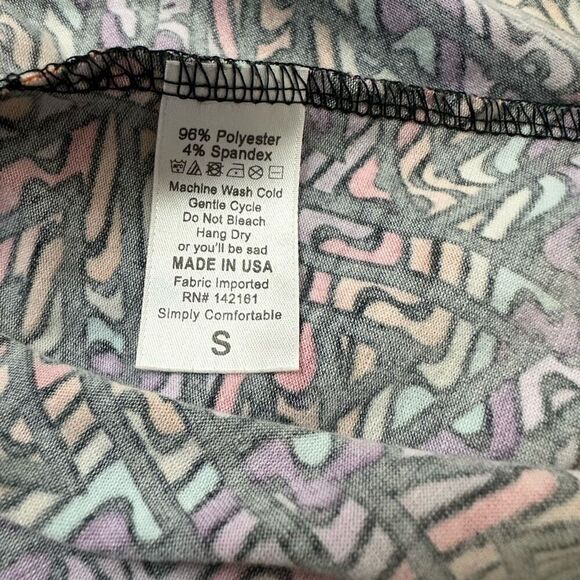 96% Polyester
4% Spandex
Machine Wash Cold
Gentle Cycle
Do Not Bleach
Hang Dry
or you'll be sad
MADE IN USA
Fabric Imported
RN# 142161
Simply Comfortable
S